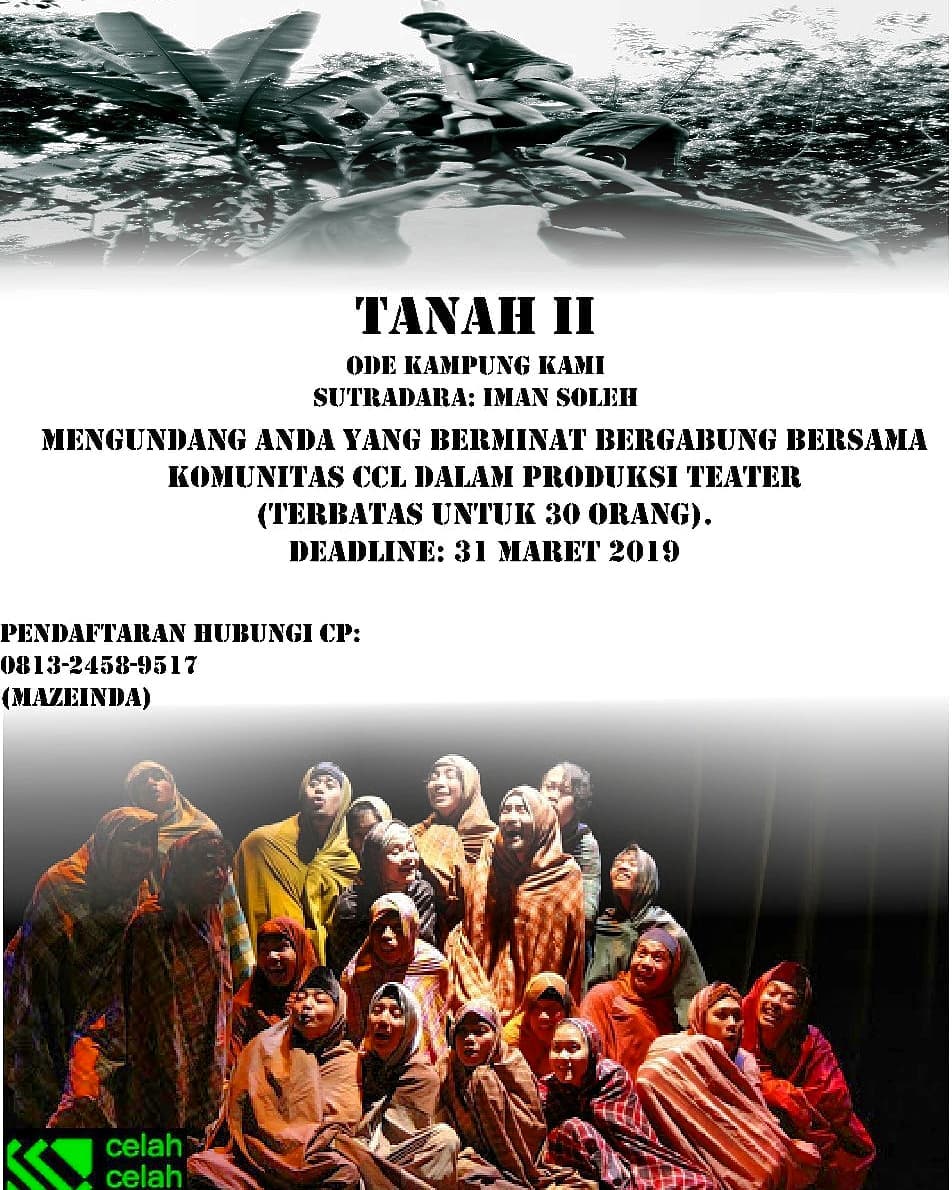 TANAH II
ODE KAMPUNG KAMI
SUTRADARA: IMAN SOLEH
MENGUNDANG ANDA YANG BERMINAT BERGABUNG BERSAMA
KOMUNITAS CCL DALAM PRODUKSI TEATER
(TERBATAS UNTUK 30 ORANG).
DEADLINE: 31 MARET 2019
PENDAFTARAN HUBUNGI CP:
0813-2458-9517
(MAZEINDA)
celah
celah